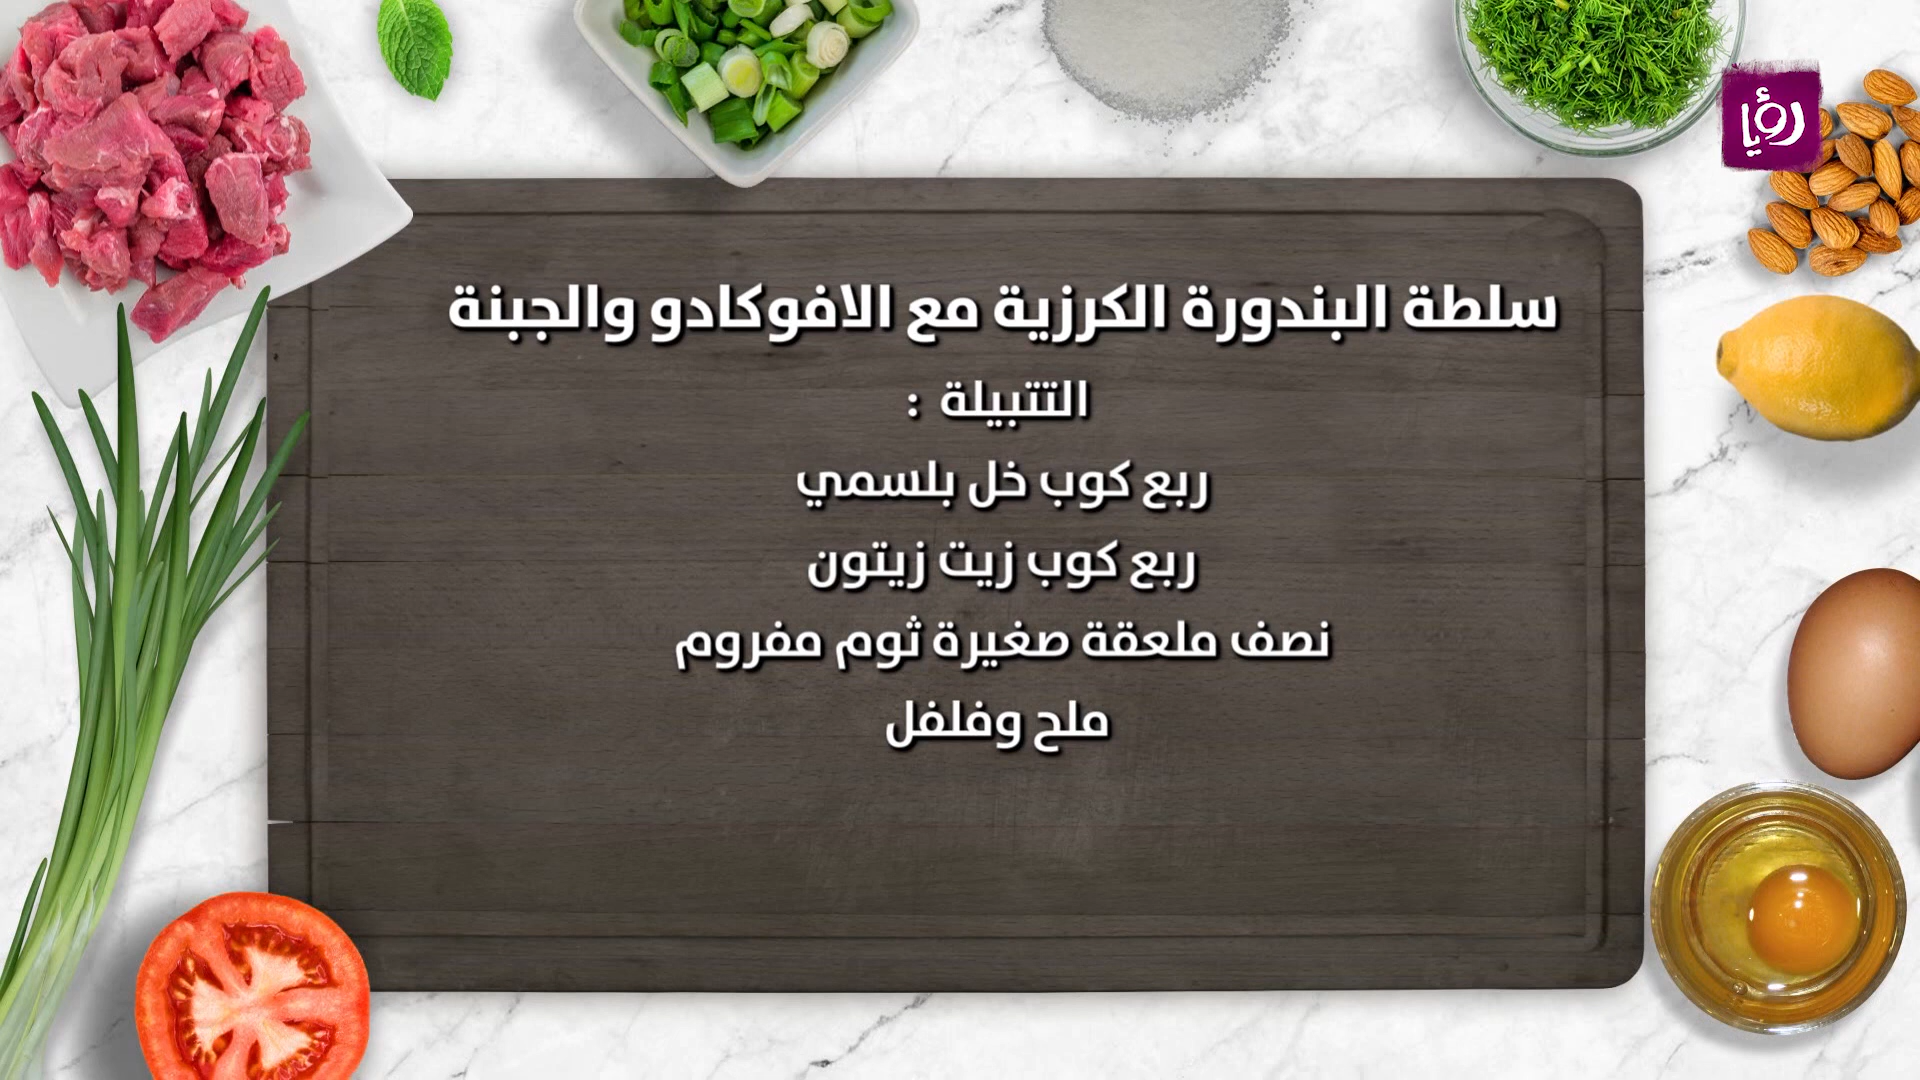 رؤيا
سلطة البندورة الكرزية مع الافوكادو والجبنة
التتبيلة :
ربع كوب خل بلسمي
ربع كوب زيت زيتون
نصف ملعقة صغيرة ثوم مفروم
ملح وفلفل